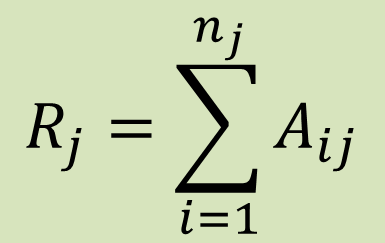 $R_j = \sum_{i=1}^{n_j} A_{ij}$